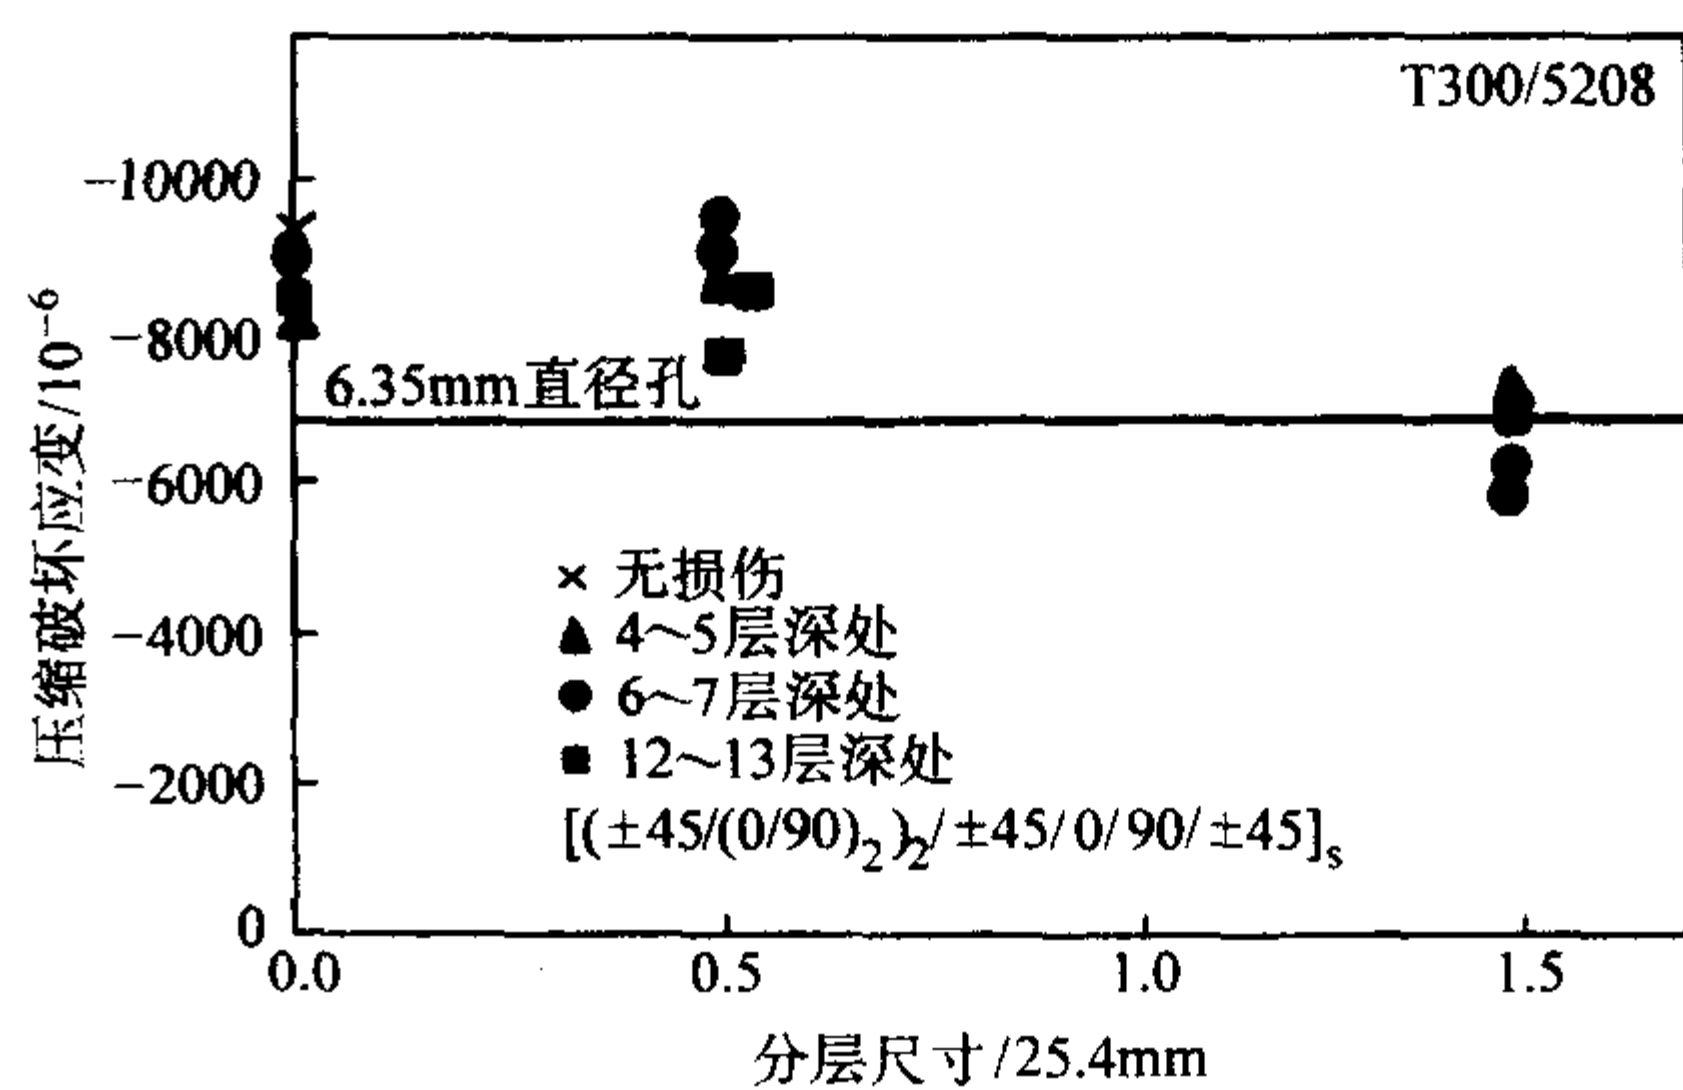 T300/5208
-10000
-8000
-6000
-4000
-2000
0
压缩破坏应变/10⁻⁶
6.35mm直径孔
× 无损伤
▲ 4～5层深处
● 6～7层深处
■ 12～13层深处
[(±45/(0/90)₂)₂/±45/0/90/±45]ₛ
0.0 0.5 1.0 1.5
分层尺寸/25.4mm